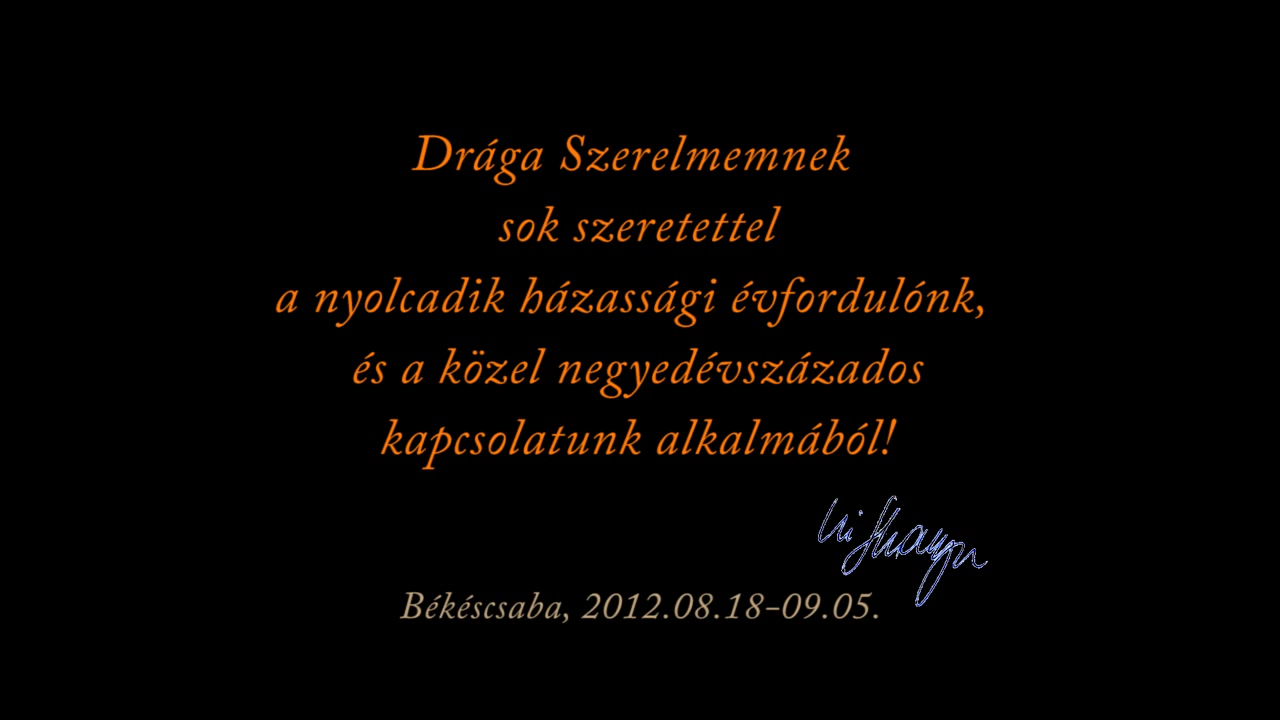 Drága Szerelmemnek
sok szeretettel
a nyolcadik házassági évfordulónk,
és a közel negyedévszázados
kapcsolatunk alkalmából!
Békéscsaba, 2012.08.18-09.05.